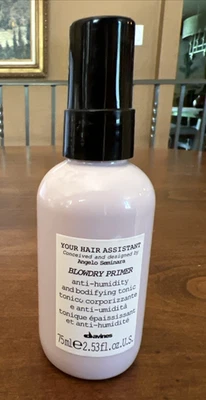 YOUR HAIR ASSISTANT
Conceived and designed by
Angelo Seminara
BLOWDRY PRIMER
anti-humidity
and bodifying tonic
tonico corporizzante
e anti-umidità
tonique épaississant
et anti-humidité
75ml e 2.53fl.oz.U.S.
davines